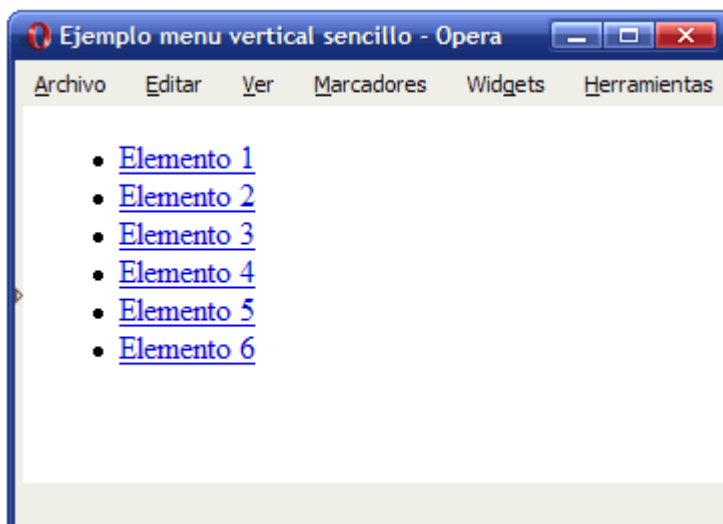 Ejemplo menu vertical sencillo - Opera
Archivo Editar Ver Marcadores Widgets Herramientas
Elemento 1
Elemento 2
Elemento 3
Elemento 4
Elemento 5
Elemento 6